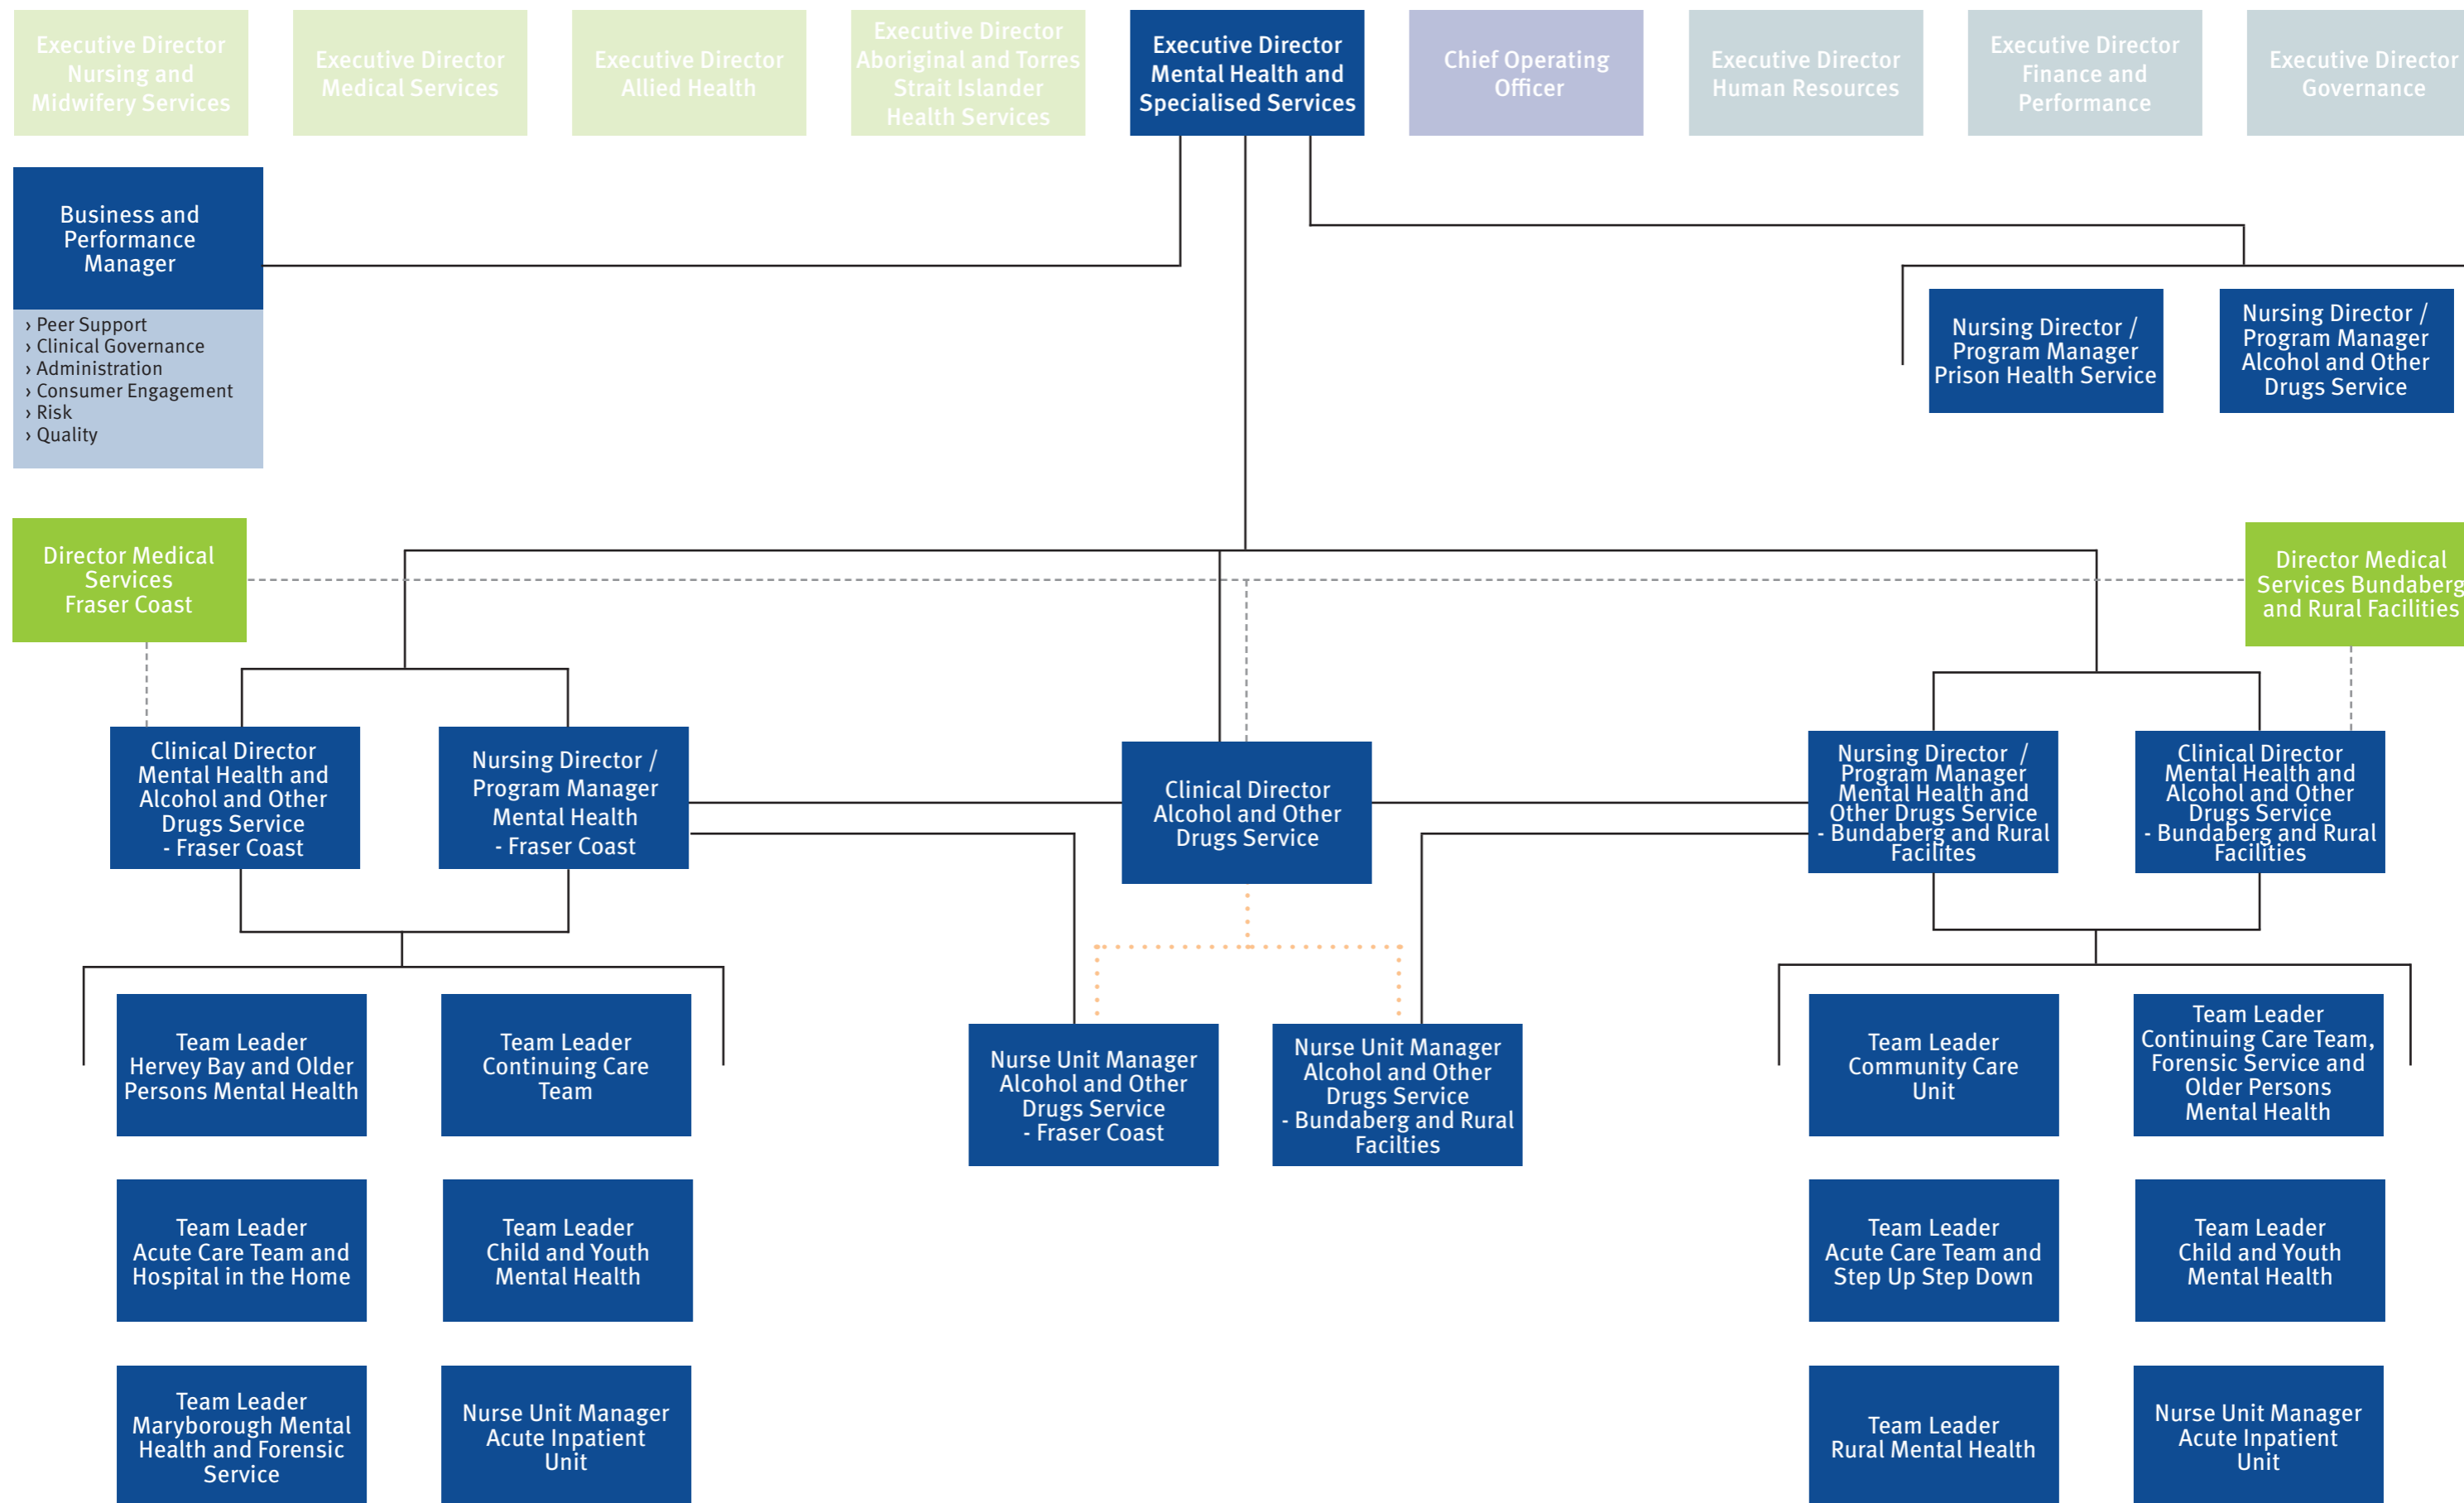 Executive Director
Nursing and
Midwifery Services
Executive Director
Medical Services
Executive Director
Allied Health
Executive Director
Aboriginal and Torres
Strait Islander
Health Services
Executive Director
Mental Health and
Specialised Services
Chief Operating
Officer
Executive Director
Human Resources
Executive Director
Finance and
Performance
Executive Director
Governance
Business and
Performance
Manager
› Peer Support
› Clinical Governance
› Administration
› Consumer Engagement
› Risk
› Quality
Nursing Director /
Program Manager
Prison Health Service
Nursing Director /
Program Manager
Alcohol and Other
Drugs Service
Director Medical
Services
Fraser Coast
Director Medical
Services Bundaberg
and Rural Facilities
Clinical Director
Mental Health and
Alcohol and Other
Drugs Service
- Fraser Coast
Nursing Director /
Program Manager
Mental Health
- Fraser Coast
Clinical Director
Alcohol and Other
Drugs Service
Nursing Director /
Program Manager
Mental Health and
Other Drugs Service
- Bundaberg and Rural
Facilites
Clinical Director
Mental Health and
Alcohol and Other
Drugs Service
- Bundaberg and Rural
Facilities
Team Leader
Hervey Bay and Older
Persons Mental Health
Team Leader
Continuing Care
Team
Nurse Unit Manager
Alcohol and Other
Drugs Service
- Fraser Coast
Nurse Unit Manager
Alcohol and Other
Drugs Service
- Bundaberg and Rural
Facilties
Team Leader
Community Care
Unit
Team Leader
Continuing Care Team,
Forensic Service and
Older Persons
Mental Health
Team Leader
Acute Care Team and
Hospital in the Home
Team Leader
Child and Youth
Mental Health
Team Leader
Acute Care Team and
Step Up Step Down
Team Leader
Child and Youth
Mental Health
Team Leader
Maryborough Mental
Health and Forensic
Service
Nurse Unit Manager
Acute Inpatient
Unit
Team Leader
Rural Mental Health
Nurse Unit Manager
Acute Inpatient
Unit